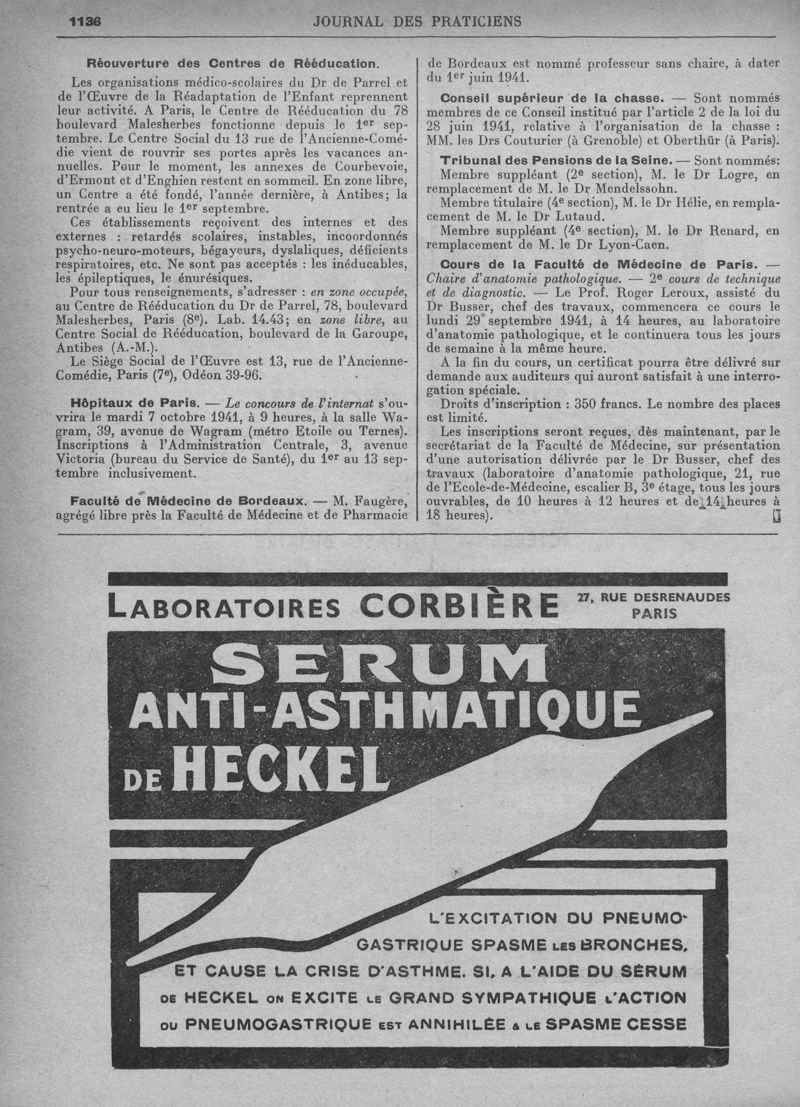 1136
JOURNAL DES PRATICIENS
Réouverture des Centres de Rééducation.
Les organisations médico-scolaires du Dr de Parrel et
de l'Œuvre de la Réadaptation de l'Enfant reprennent
leur activité. A Paris, le Centre de Rééducation du 78
boulevard Malesherbes fonctionne depuis le 1er sep-
tembre. Le Centre Social du 13 rue de l'Ancienne-Comé-
die vient de rouvrir ses portes après les vacances an-
nuelles. Pour le moment, les annexes de Courbevoie,
d'Ermont et d'Enghien restent en sommeil. En zone libre,
un Centre a été fondé, l'année dernière, à Antibes; la
rentrée a eu lieu le 1er septembre.
Ces établissements reçoivent des internes et des
externes : retardés scolaires, instables, incoordonnés
psycho-neuro-moteurs, bégayeurs, dyslaliques, déficients
respiratoires, etc. Ne sont pas acceptés : les inéducables,
les épileptiques, le énurésiques.
Pour tous renseignements, s'adresser : en zone occupée,
au Centre de Rééducation du Dr de Parrel, 78, boulevard
Malesherbes, Paris (8e). Lab. 14.43; en zone libre, au
Centre Social de Rééducation, boulevard de la Garoupe,
Antibes (A.-M.).
Le Siège Social de l'Œuvre est 13, rue de l'Ancienne-
Comédie, Paris (7e), Odéon 39-96.
Hôpitaux de Paris. — Le concours de l'internat s'ou-
vrira le mardi 7 octobre 1941, à 9 heures, à la salle Wa-
gram, 39, avenue de Wagram (métro Etoile ou Ternes).
Inscriptions à l'Administration Centrale, 3, avenue
Victoria (bureau du Service de Santé), du 1er au 13 sep-
tembre inclusivement.
Faculté de Médecine de Bordeaux. — M. Faugère,
agrégé libre près la Faculté de Médecine et de Pharmacie
de Bordeaux est nommé professeur sans chaire, à dater
du 1er juin 1941.
Conseil supérieur de la chasse. — Sont nommés
membres de ce Conseil institué par l'article 2 de la loi du
28 juin 1941, relative à l'organisation de la chasse :
MM. les Drs Couturier (à Grenoble) et Oberthür (à Paris).
Tribunal des Pensions de la Seine. — Sont nommés:
Membre suppléant (2e section), M. le Dr Logre, en
remplacement de M. le Dr Mendelssohn.
Membre titulaire (4e section), M. le Dr Hélie, en rempla-
cement de M. le Dr Lutaud.
Membre suppléant (4e section), M. le Dr Renard, en
remplacement de M. le Dr Lyon-Caen.
Cours de la Faculté de Médecine de Paris. —
Chaire d'anatomie pathologique. — 2e cours de technique
et de diagnostic. — Le Prof. Roger Leroux, assisté du
Dr Busser, chef des travaux, commencera ce cours le
lundi 29 septembre 1941, à 14 heures, au laboratoire
d'anatomie pathologique, et le continuera tous les jours
de semaine à la même heure.
A la fin du cours, un certificat pourra être délivré sur
demande aux auditeurs qui auront satisfait à une interro-
gation spéciale.
Droits d'inscription : 350 francs. Le nombre des places
est limité.
Les inscriptions seront reçues, dès maintenant, par le
secrétariat de la Faculté de Médecine, sur présentation
d'une autorisation délivrée par le Dr Busser, chef des
travaux (laboratoire d'anatomie pathologique, 21, rue
de l'Ecole-de-Médecine, escalier B, 3e étage, tous les jours
ouvrables, de 10 heures à 12 heures et de 14 heures à
18 heures).
LABORATOIRES CORBIÈRE
27, RUE DESRENAUDES
PARIS
SERUM
ANTI-ASTHMATIQUE
DE HECKEL
L'EXCITATION DU PNEUMO-
GASTRIQUE SPASME LES BRONCHES,
ET CAUSE LA CRISE D'ASTHME. SI, A L'AIDE DU SÉRUM
DE HECKEL ON EXCITE LE GRAND SYMPATHIQUE L'ACTION
DU PNEUMOGASTRIQUE EST ANNIHILÉE & LE SPASME CESSE